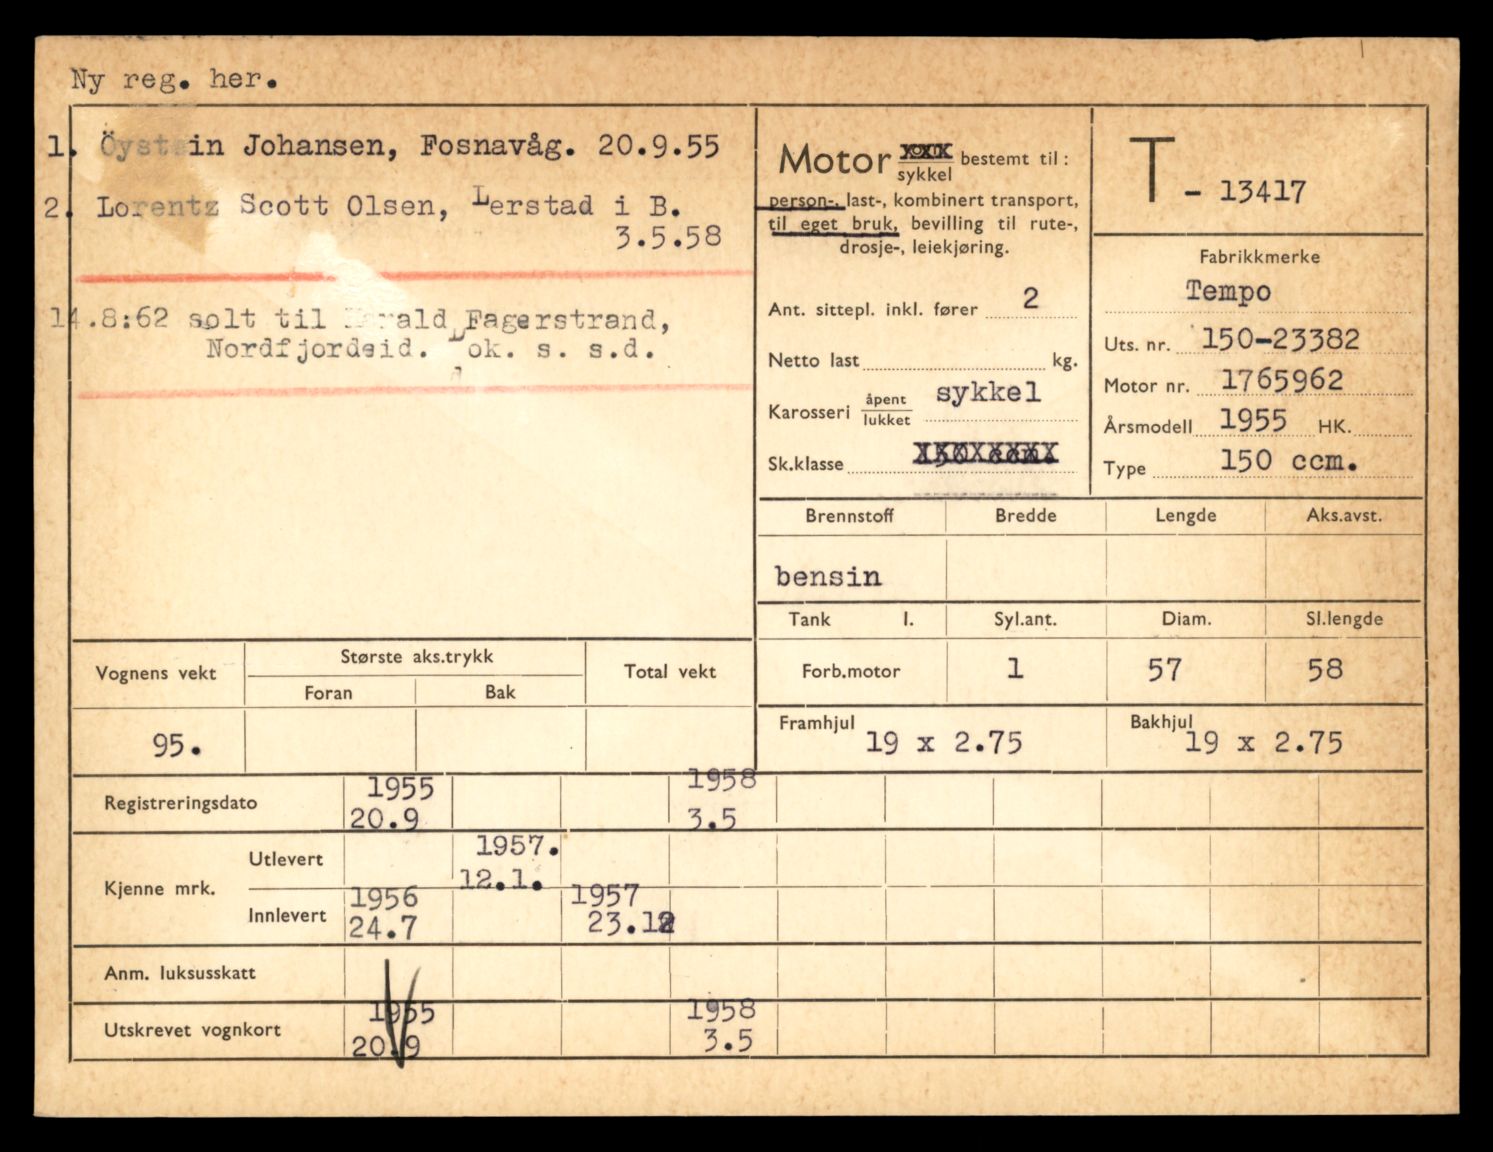 Ny reg. her.
1. Öystein Johansen, Fosnavåg. 20.9.55
2. Lorentz Scott Olsen, Lerstad i B.
3.5.58
14.8:62 solt til Harald Fagerstrand,
Nordfjordeid. Dok. s. s.d.
Motor sykkel bestemt til:
person-, last-, kombinert transport,
til eget bruk, bevilling til rute-,
drosje-, leiekjøring.
Ant. sittepl. inkl. fører 2
Netto last kg.
Karosseri åpent lukket sykkel
Sk.klasse
T - 13417
Fabrikkmerke
Tempo
Uts. nr. 150-23382
Motor nr. 1765962
Årsmodell 1955 HK.
Type 150 ccm.
Brennstoff Bredde Lengde Aks.avst.
bensin
Tank l. Syl.ant. Diam. Sl.lengde
Forb.motor 1 57 58
Framhjul 19 x 2.75 Bakhjul 19 x 2.75
Vognens vekt Største aks.trykk Total vekt
Foran Bak
95.
Registreringsdato 1955 20.9 1958 3.5
Kjenne mrk.
Utlevert 1957. 12.1.
Innlevert 1956 24.7 1957 23.12
Anm. luksusskatt
Utskrevet vognkort 1955 20.9 1958 3.5